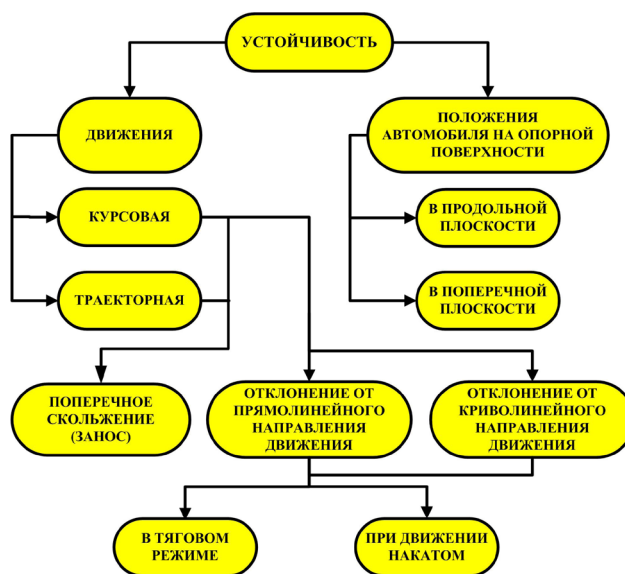 УСТОЙЧИВОСТЬ
ДВИЖЕНИЯ
ПОЛОЖЕНИЯ
АВТОМОБИЛЯ НА ОПОРНОЙ
ПОВЕРХНОСТИ
КУРСОВАЯ
В ПРОДОЛЬНОЙ
ПЛОСКОСТИ
ТРАЕКТОРНАЯ
В ПОПЕРЕЧНОЙ
ПЛОСКОСТИ
ПОПЕРЕЧНОЕ
СКОЛЬЖЕНИЕ
(ЗАНОС)
ОТКЛОНЕНИЕ ОТ
ПРЯМОЛИНЕЙНОГО
НАПРАВЛЕНИЯ
ДВИЖЕНИЯ
ОТКЛОНЕНИЕ ОТ
КРИВОЛИНЕЙНОГО
НАПРАВЛЕНИЯ
ДВИЖЕНИЯ
В ТЯГОВОМ
РЕЖИМЕ
ПРИ ДВИЖЕНИИ
НАКАТОМ